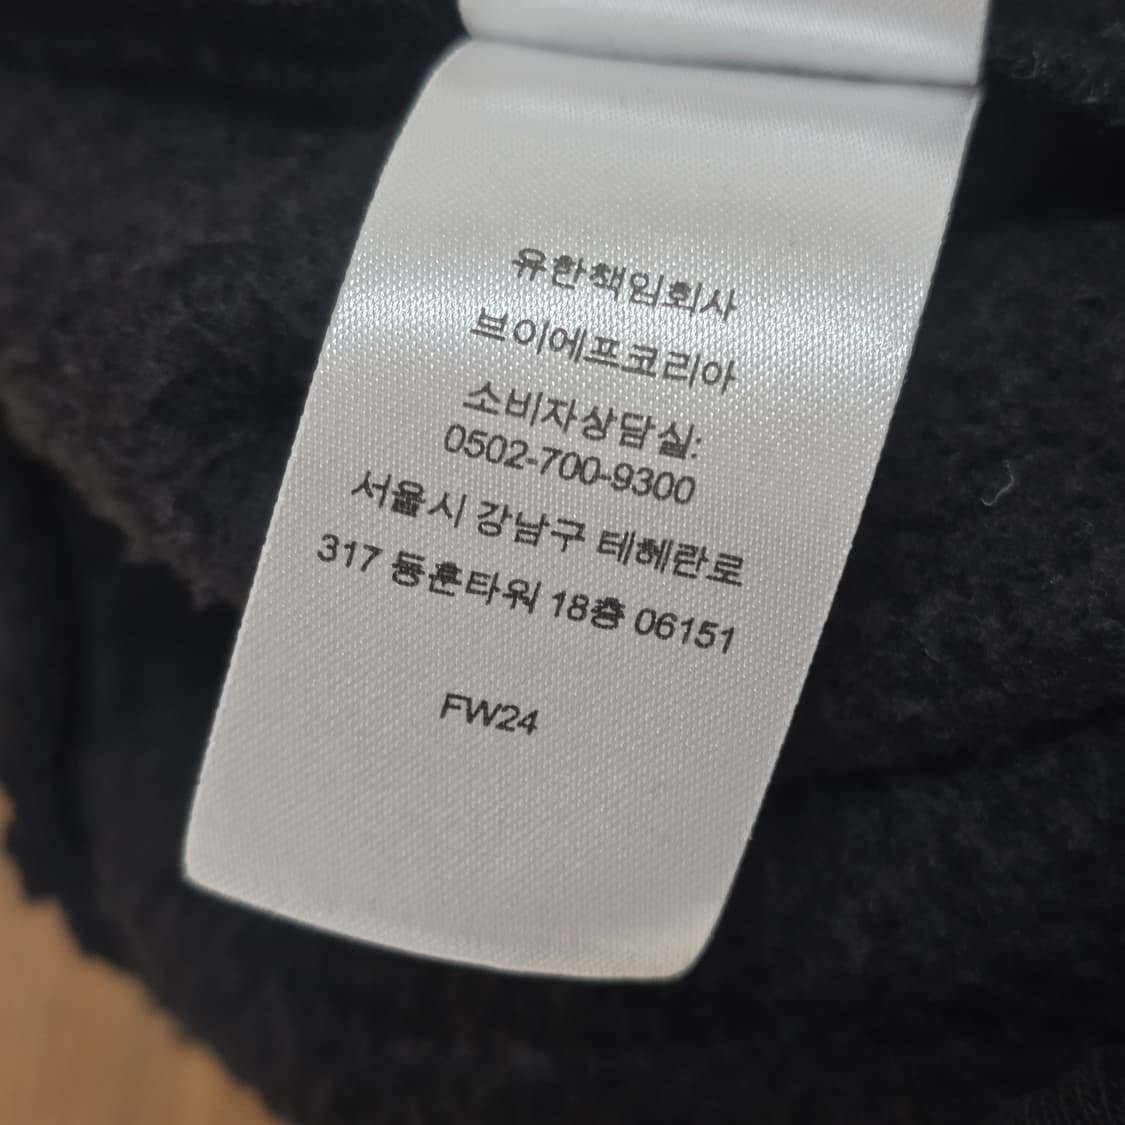 유한책임회사
브이에프코리아
소비자상담실:
0502-700-9300
서울시 강남구 테헤란로
317 동훈타워 18층 06151
FW24